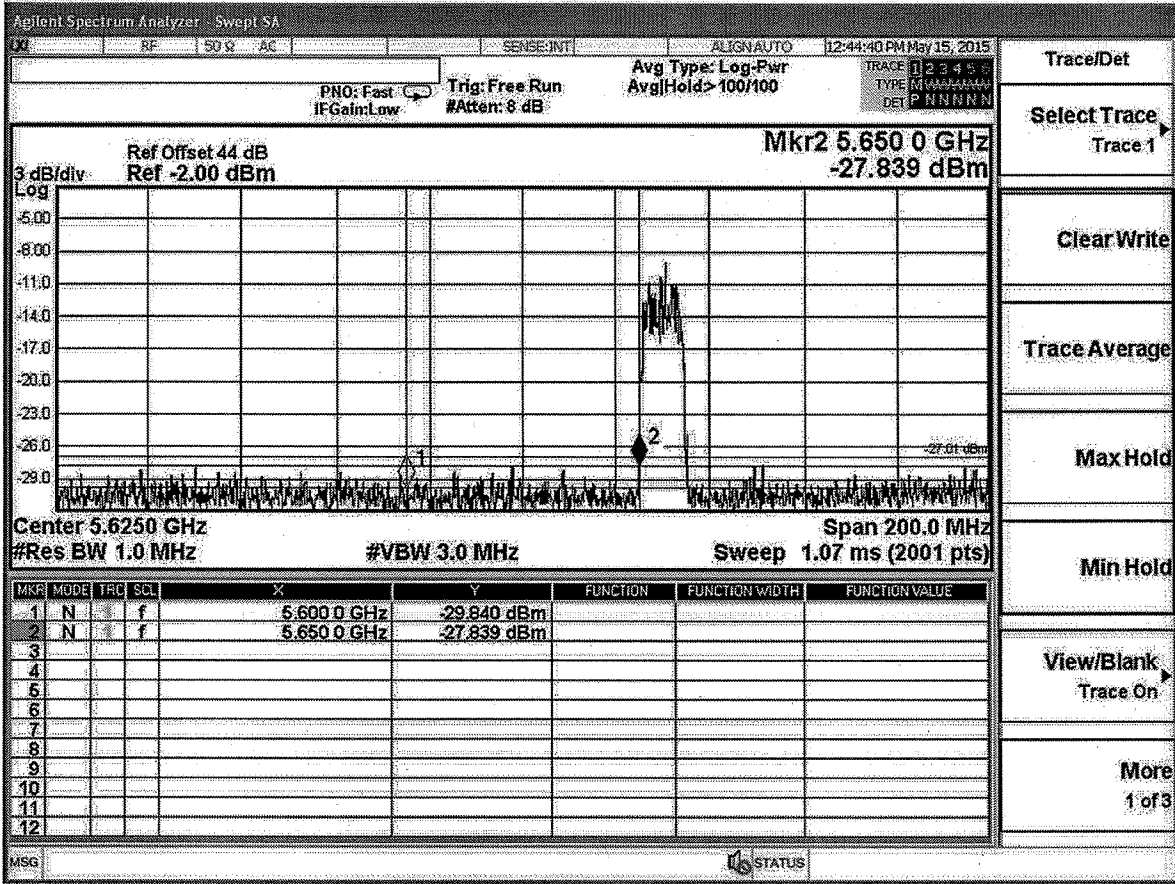 Agilent Spectrum Analyzer - Swept SA
LXI RF 50 Ω AC SENSE:INT ALIGN AUTO 12:44:40 PM May 15, 2015
PNO: Fast Trig: Free Run Avg Type: Log-Pwr TRACE 1 2 3 4 5 6
IFGain:Low #Atten: 8 dB Avg|Hold>100/100 TYPE
DET P N N N N N
Mkr2 5.650 0 GHz
-27.839 dBm
Ref Offset 44 dB
3 dB/div Ref -2.00 dBm
Log
-5.00
-8.00
-11.0
-14.0
-17.0
-20.0
-23.0
-26.0
-29.0
1
2
-27.01 dBm
Center 5.6250 GHz Span 200.0 MHz
#Res BW 1.0 MHz #VBW 3.0 MHz Sweep 1.07 ms (2001 pts)
MKR MODE TRC SCL X Y FUNCTION FUNCTION WIDTH FUNCTION VALUE
1 N f 5.600 0 GHz -29.840 dBm
2 N f 5.650 0 GHz -27.839 dBm
3
4
5
6
7
8
9
10
11
12
MSG STATUS
Trace/Det
Select Trace
Trace 1
Clear Write
Trace Average
Max Hold
Min Hold
View/Blank
Trace On
More
1 of 3